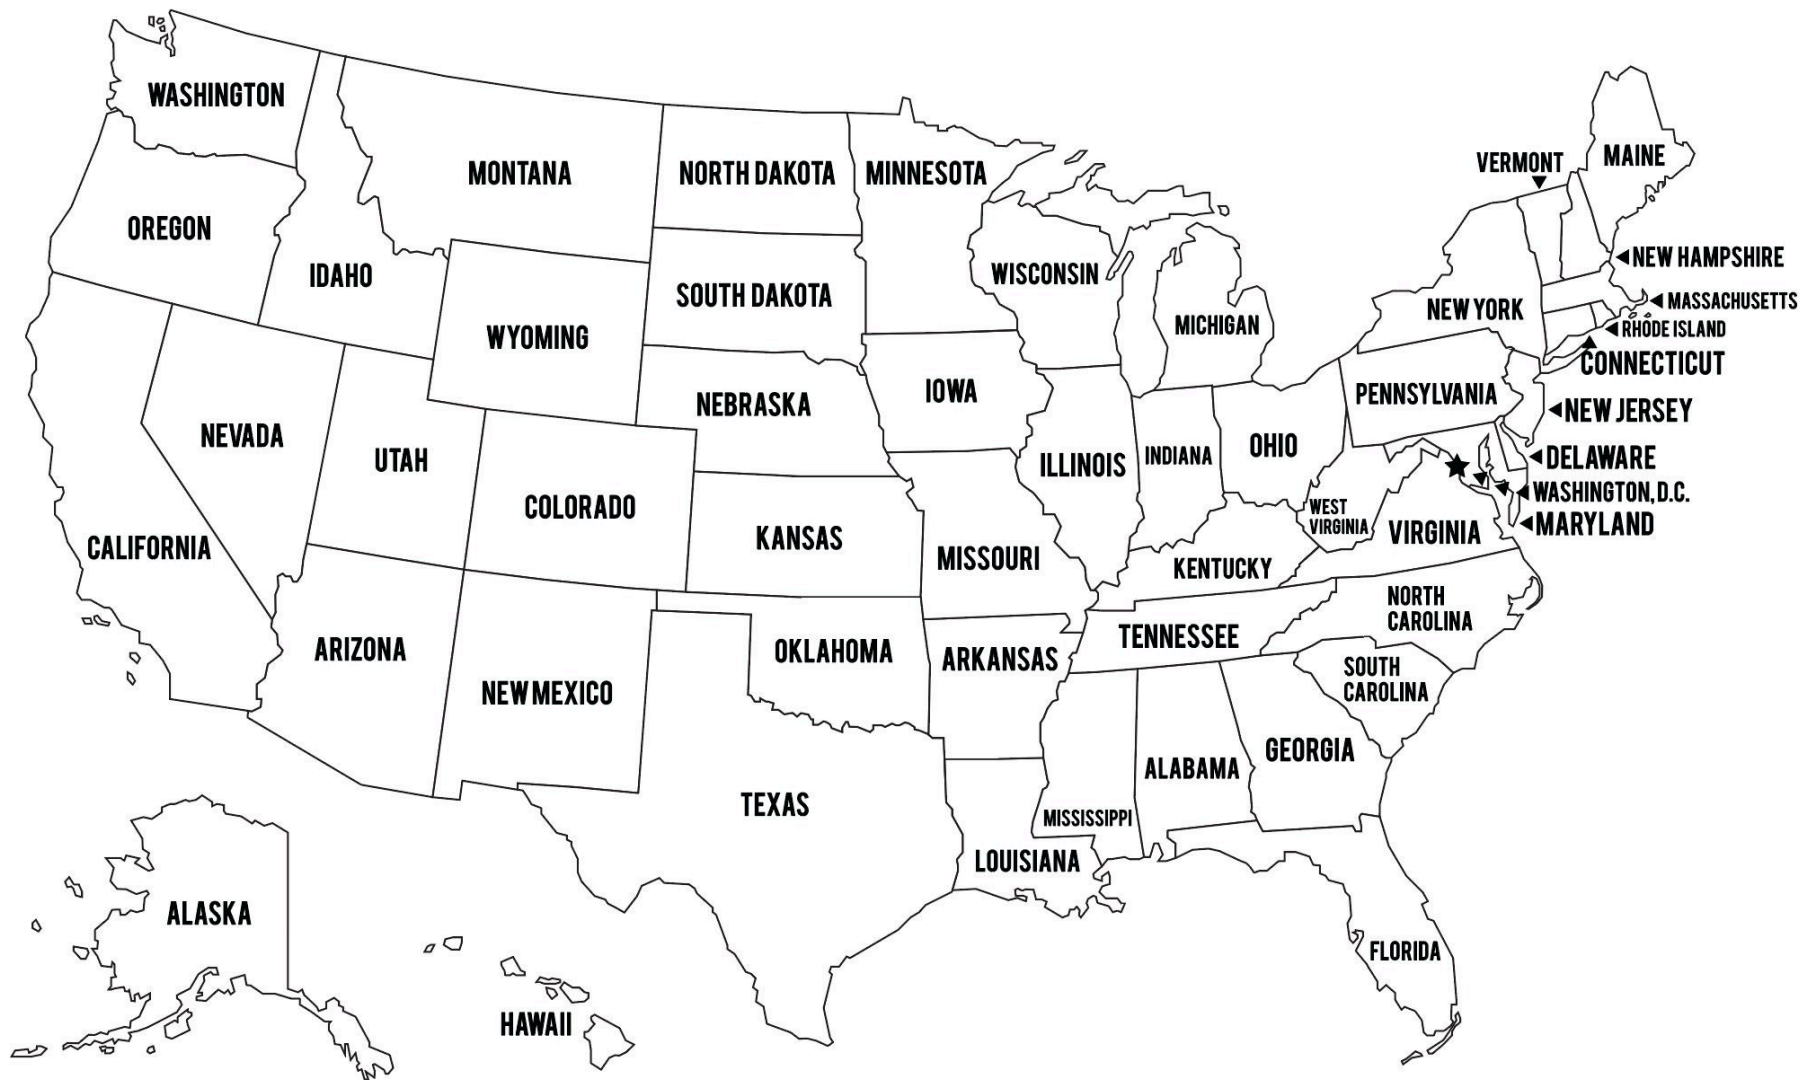 WASHINGTON
MONTANA
NORTH DAKOTA
MINNESOTA
VERMONT
MAINE
OREGON
IDAHO
WISCONSIN
NEW HAMPSHIRE
SOUTH DAKOTA
MASSACHUSETTS
NEW YORK
MICHIGAN
RHODE ISLAND
WYOMING
CONNECTICUT
IOWA
PENNSYLVANIA
NEBRASKA
NEW JERSEY
NEVADA
OHIO
UTAH
ILLINOIS
INDIANA
DELAWARE
WASHINGTON, D.C.
COLORADO
WEST
VIRGINIA
MARYLAND
VIRGINIA
KANSAS
CALIFORNIA
MISSOURI
KENTUCKY
NORTH
CAROLINA
TENNESSEE
ARIZONA
OKLAHOMA
ARKANSAS
SOUTH
CAROLINA
NEW MEXICO
GEORGIA
ALABAMA
TEXAS
MISSISSIPPI
LOUISIANA
ALASKA
FLORIDA
HAWAII